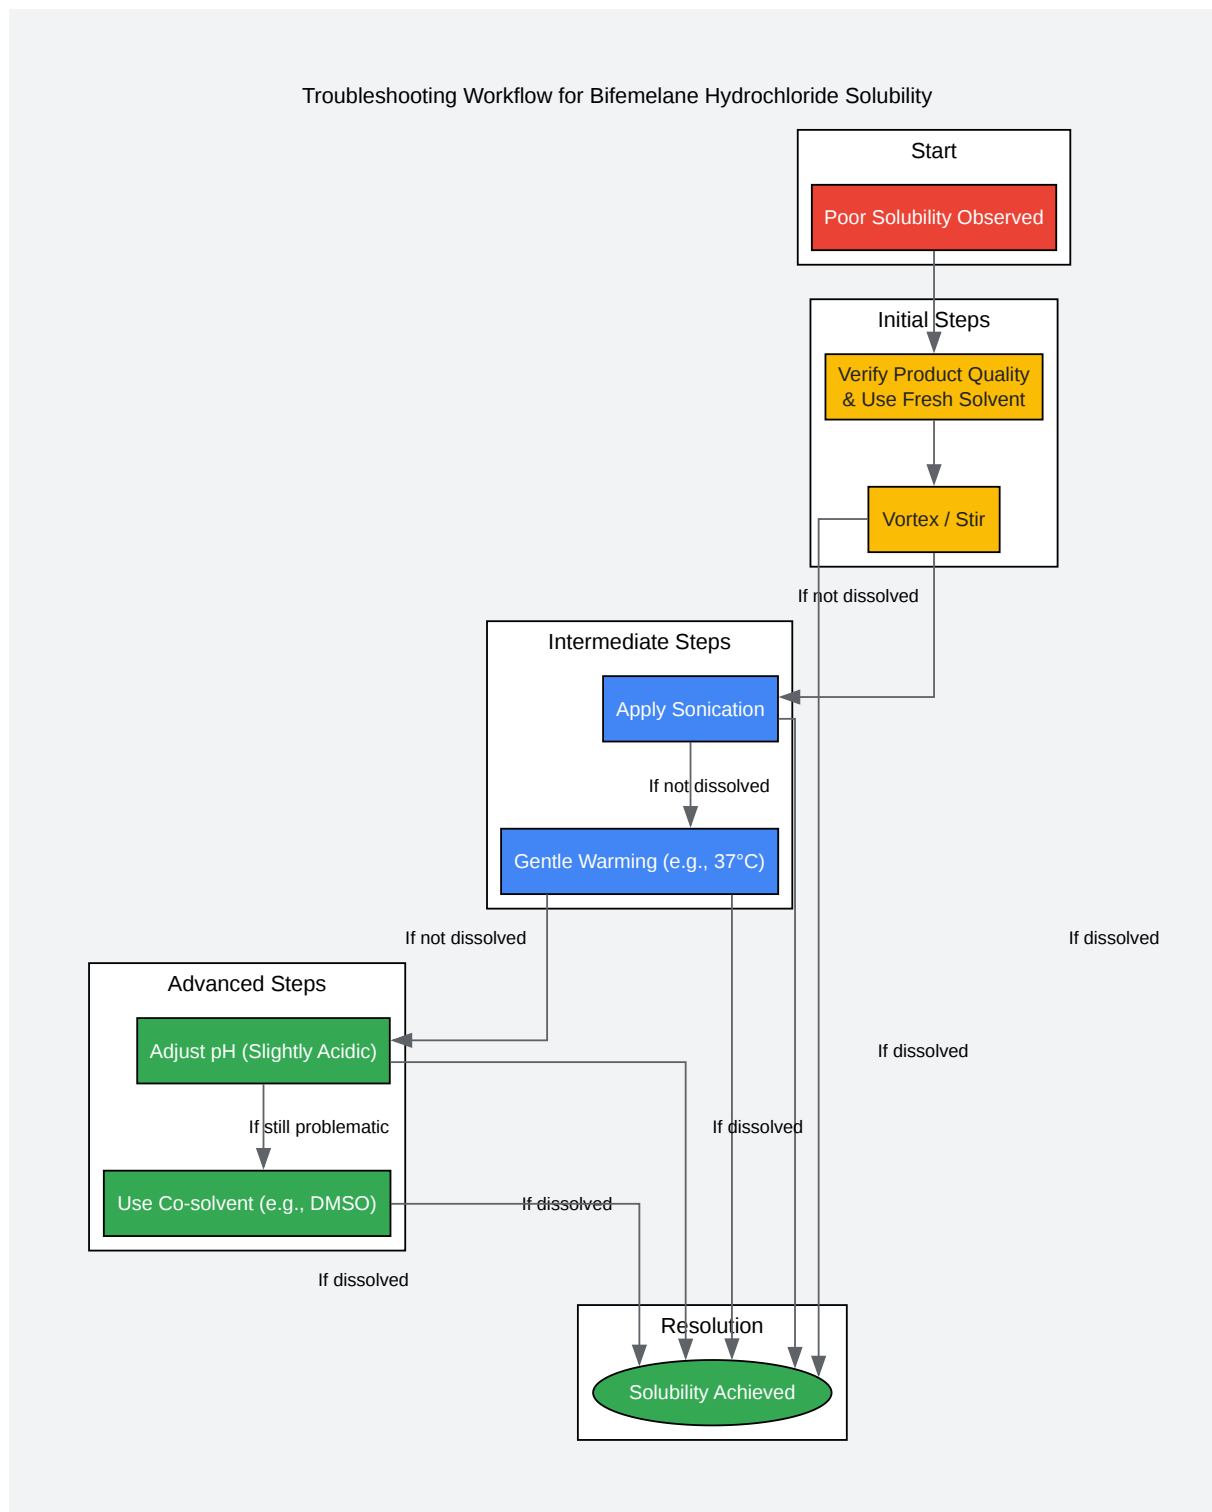 Troubleshooting Workflow for Bifemelane Hydrochloride Solubility
Start
Poor Solubility Observed
Initial Steps
Verify Product Quality
& Use Fresh Solvent
Vortex / Stir
If not dissolved
Intermediate Steps
Apply Sonication
If not dissolved
Gentle Warming (e.g., 37°C)
If not dissolved
If dissolved
Advanced Steps
Adjust pH (Slightly Acidic)
If dissolved
If still problematic
If dissolved
Use Co-solvent (e.g., DMSO)
If dissolved
If dissolved
Resolution
Solubility Achieved